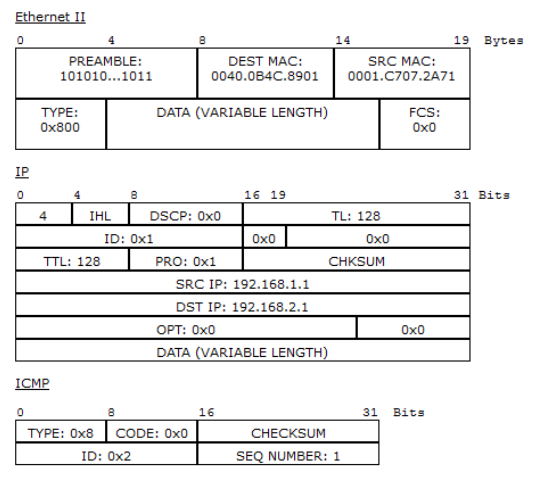 Ethernet II
0 4 8 14 19 Bytes
PREAMBLE: DEST MAC: SRC MAC:
101010...1011 0040.0B4C.8901 0001.C707.2A71
TYPE: DATA (VARIABLE LENGTH) FCS:
0x800 0x0
IP
0 4 8 16 19 31 Bits
4 IHL DSCP: 0x0 TL: 128
ID: 0x1 0x0 0x0
TTL: 128 PRO: 0x1 CHKSUM
SRC IP: 192.168.1.1
DST IP: 192.168.2.1
OPT: 0x0 0x0
DATA (VARIABLE LENGTH)
ICMP
0 8 16 31 Bits
TYPE: 0x8 CODE: 0x0 CHECKSUM
ID: 0x2 SEQ NUMBER: 1